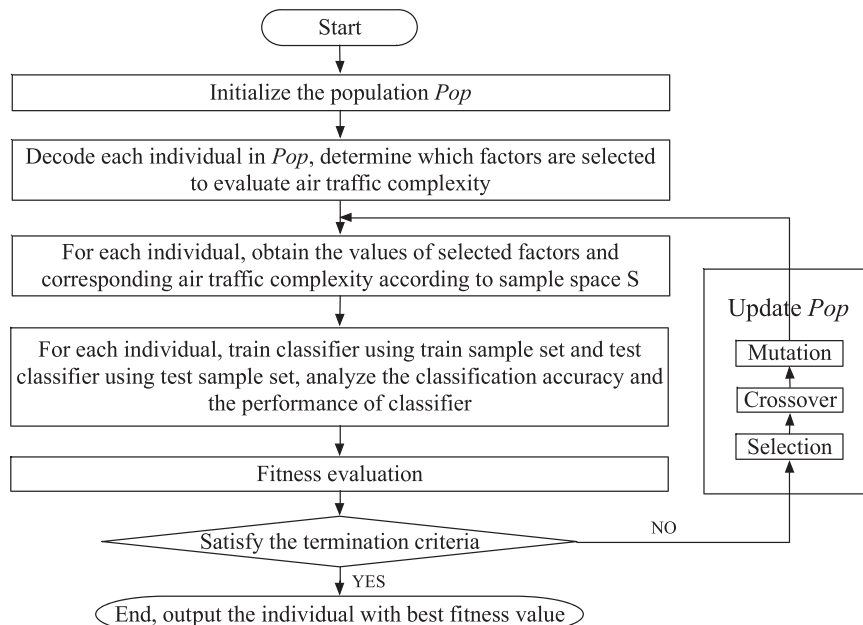 Start
Initialize the population Pop
Decode each individual in Pop, determine which factors are selected
to evaluate air traffic complexity
For each individual, obtain the values of selected factors and
corresponding air traffic complexity according to sample space S
For each individual, train classifier using train sample set and test
classifier using test sample set, analyze the classification accuracy and
the performance of classifier
Fitness evaluation
Satisfy the termination criteria
NO
YES
End, output the individual with best fitness value
Update Pop
Mutation
Crossover
Selection